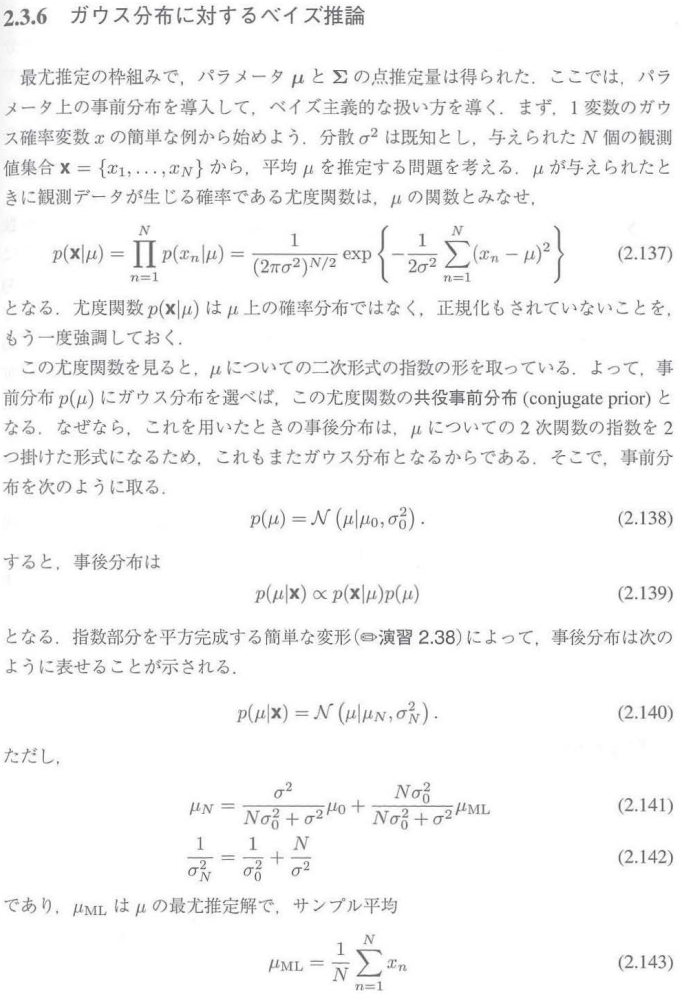 2.3.6 ガウス分布に対するベイズ推論
最尤推定の枠組みで，パラメータ μ と Σ の点推定量は得られた．ここでは，パラ
メータ上の事前分布を導入して，ベイズ主義的な扱い方を導く．まず，1 変数のガウ
ス確率変数 x の簡単な例から始めよう．分散 σ² は既知とし，与えられた N 個の観測
値集合 x = {x₁, . . . , x_N} から，平均 μ を推定する問題を考える．μ が与えられたと
きに観測データが生じる確率である尤度関数は，μ の関数とみなせ，
p(x|μ) = ∏_{n=1}^{N} p(x_n|μ) = 1/(2πσ²)^{N/2} exp { −1/(2σ²) ∑_{n=1}^{N} (x_n − μ)² } (2.137)
となる．尤度関数 p(x|μ) は μ 上の確率分布ではなく，正規化もされていないことを，
もう一度強調しておく．
この尤度関数を見ると，μ についての二次形式の指数の形を取っている．よって，事
前分布 p(μ) にガウス分布を選べば，この尤度関数の共役事前分布 (conjugate prior) と
なる．なぜなら，これを用いたときの事後分布は，μ についての 2 次関数の指数を 2
つ掛けた形式になるため，これもまたガウス分布となるからである．そこで，事前分
布を次のように取る．
p(μ) = N (μ|μ₀, σ₀²) . (2.138)
すると，事後分布は
p(μ|x) ∝ p(x|μ)p(μ) (2.139)
となる．指数部分を平方完成する簡単な変形(✏演習 2.38)によって，事後分布は次の
ように表せることが示される．
p(μ|x) = N (μ|μ_N, σ_N²) . (2.140)
ただし，
μ_N = σ²/(Nσ₀² + σ²) μ₀ + Nσ₀²/(Nσ₀² + σ²) μ_ML (2.141)
1/σ_N² = 1/σ₀² + N/σ² (2.142)
であり，μ_ML は μ の最尤推定解で，サンプル平均
μ_ML = 1/N ∑_{n=1}^{N} x_n (2.143)